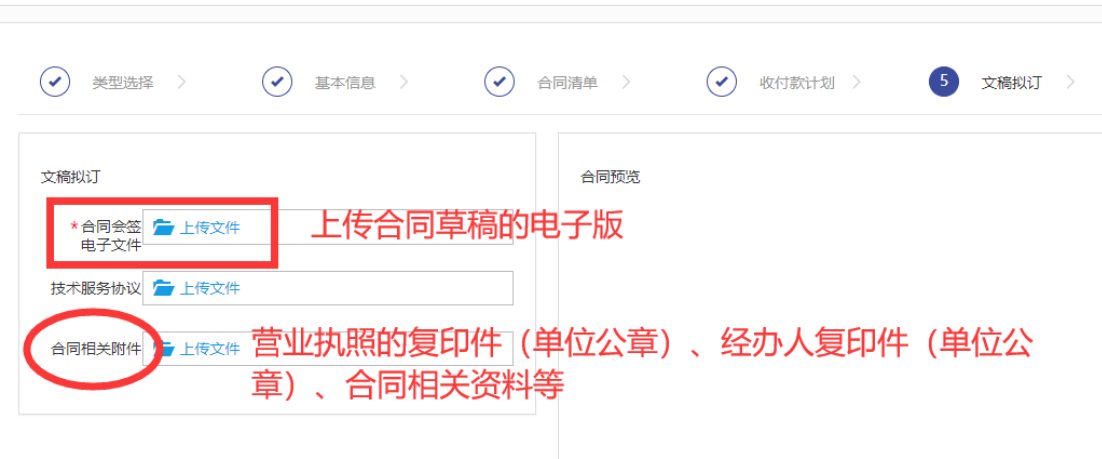 类型选择
基本信息
合同清单
收付款计划
5 文稿拟订
文稿拟订
合同预览
*合同会签 上传文件
电子文件
上传合同草稿的电子版
技术服务协议 上传文件
合同相关附件 上传文件
营业执照的复印件（单位公章）、经办人复印件（单位公
章）、合同相关资料等